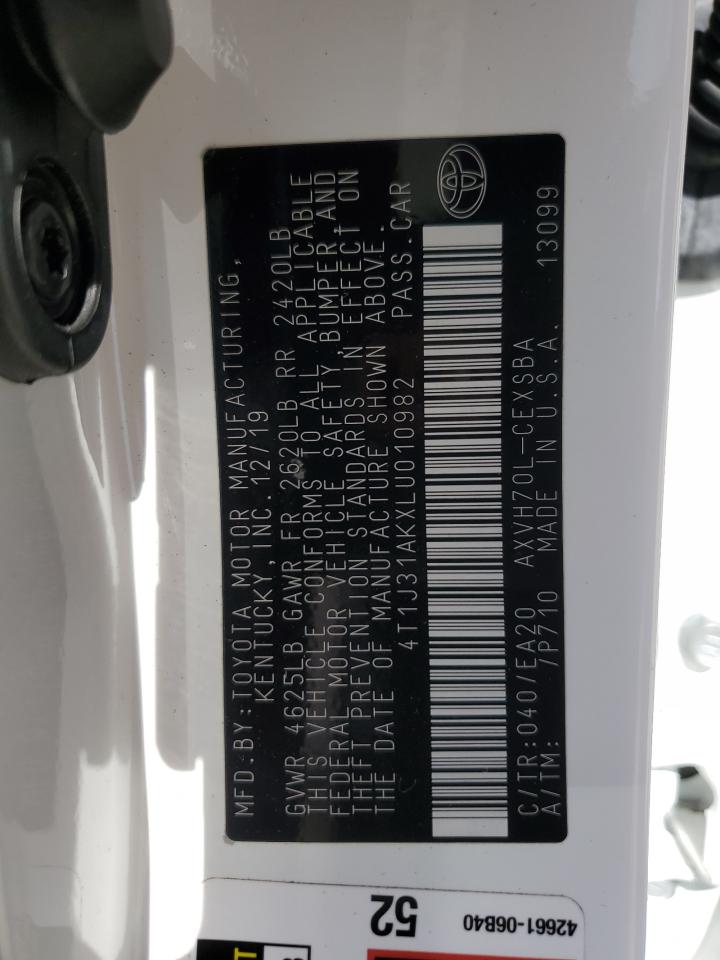 MFD. BY: TOYOTA MOTOR MANUFACTURING,
KENTUCKY, INC. 12/19
GVWR 4625LB GAWR FR 2620LB RR 2420LB
THIS VEHICLE CONFORMS TO ALL APPLICABLE
FEDERAL MOTOR VEHICLE SAFETY, BUMPER, AND
THEFT PREVENTION STANDARDS IN EFFECT ON
THE DATE OF MANUFACTURE SHOWN ABOVE.
4T1J31AKXLU010982 PASS. CAR
C/TR: 040/EA20 AXVH70L-CEXSBA
A/TM: /P710 MADE IN U.S.A. 13099
52
42661-06B40